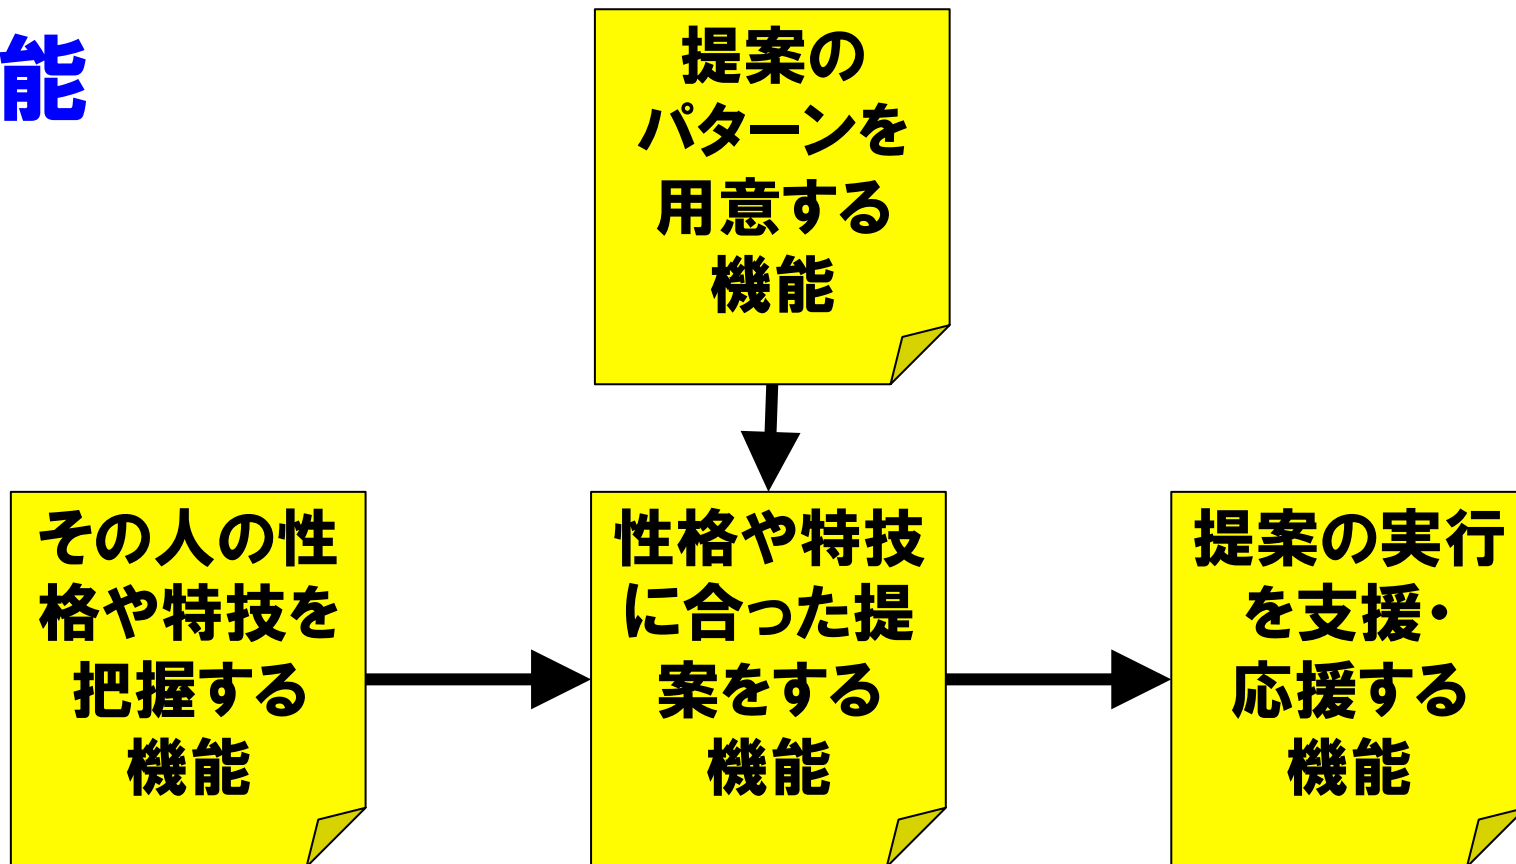 能
提案の
パターンを
用意する
機能
その人の性
格や特技を
把握する
機能
性格や特技
に合った提
案をする
機能
提案の実行
を支援・
応援する
機能